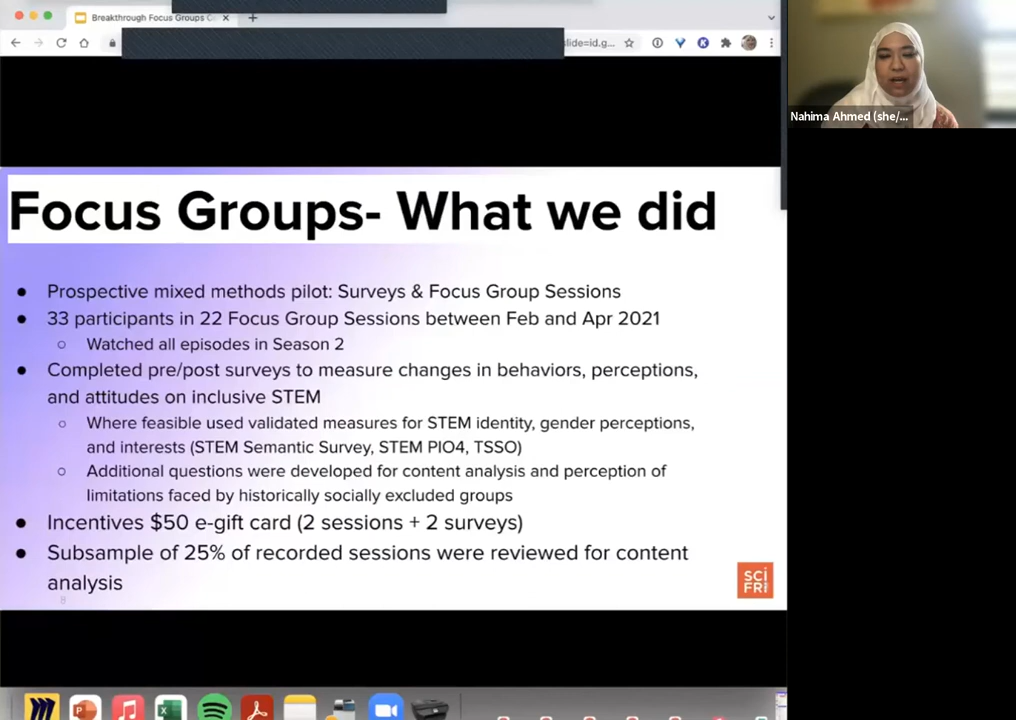 Breakthrough Focus Groups C
slide=id.g...
Nahima Ahmed (she/...
Focus Groups- What we did
● Prospective mixed methods pilot: Surveys & Focus Group Sessions
● 33 participants in 22 Focus Group Sessions between Feb and Apr 2021
○ Watched all episodes in Season 2
● Completed pre/post surveys to measure changes in behaviors, perceptions,
and attitudes on inclusive STEM
○ Where feasible used validated measures for STEM identity, gender perceptions,
and interests (STEM Semantic Survey, STEM PIO4, TSSO)
○ Additional questions were developed for content analysis and perception of
limitations faced by historically socially excluded groups
● Incentives $50 e-gift card (2 sessions + 2 surveys)
● Subsample of 25% of recorded sessions were reviewed for content
analysis
8
SCI
FRI